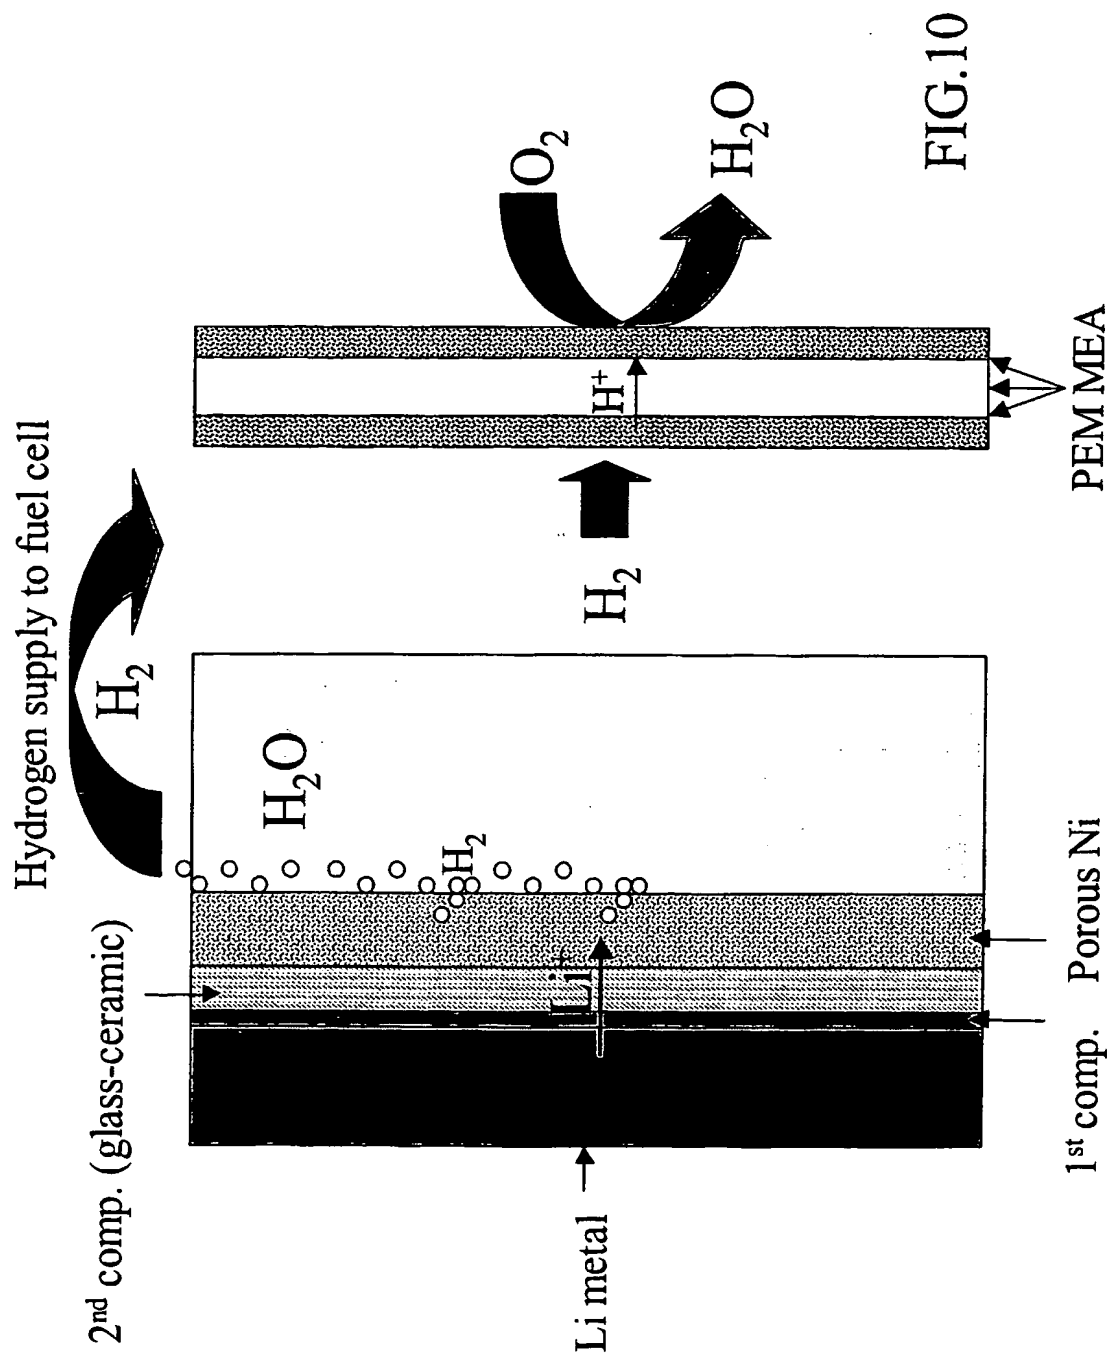 Hydrogen supply to fuel cell
2nd comp. (glass-ceramic)
H2
H2O
O2
H2
Li+
H2
H+
H2O
Li metal
1st comp.
Porous Ni
PEM MEA
FIG.10